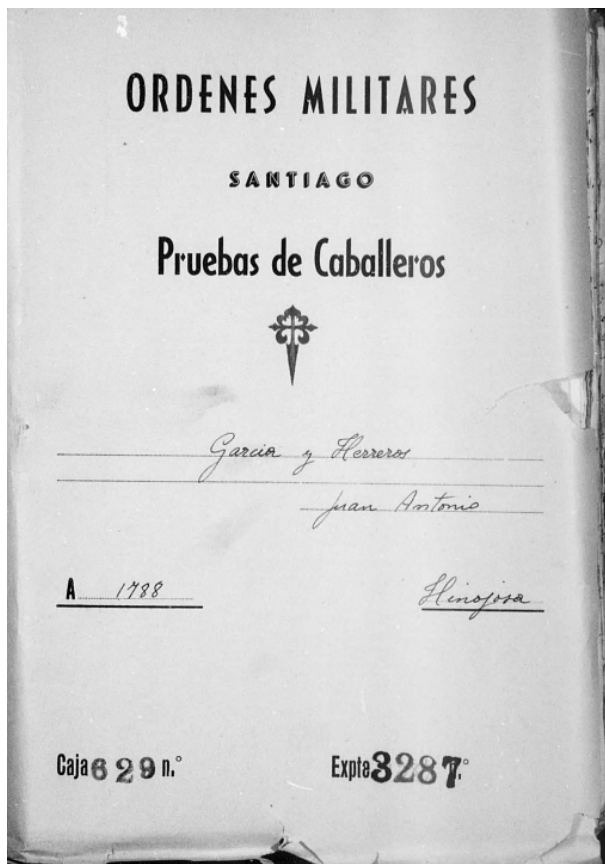 ORDENES MILITARES
SANTIAGO
Pruebas de Caballeros
Garcia y Herreros
Juan Antonio
A 1788 Hinojosa
Caja 629 n.° Expte 3287 n.°